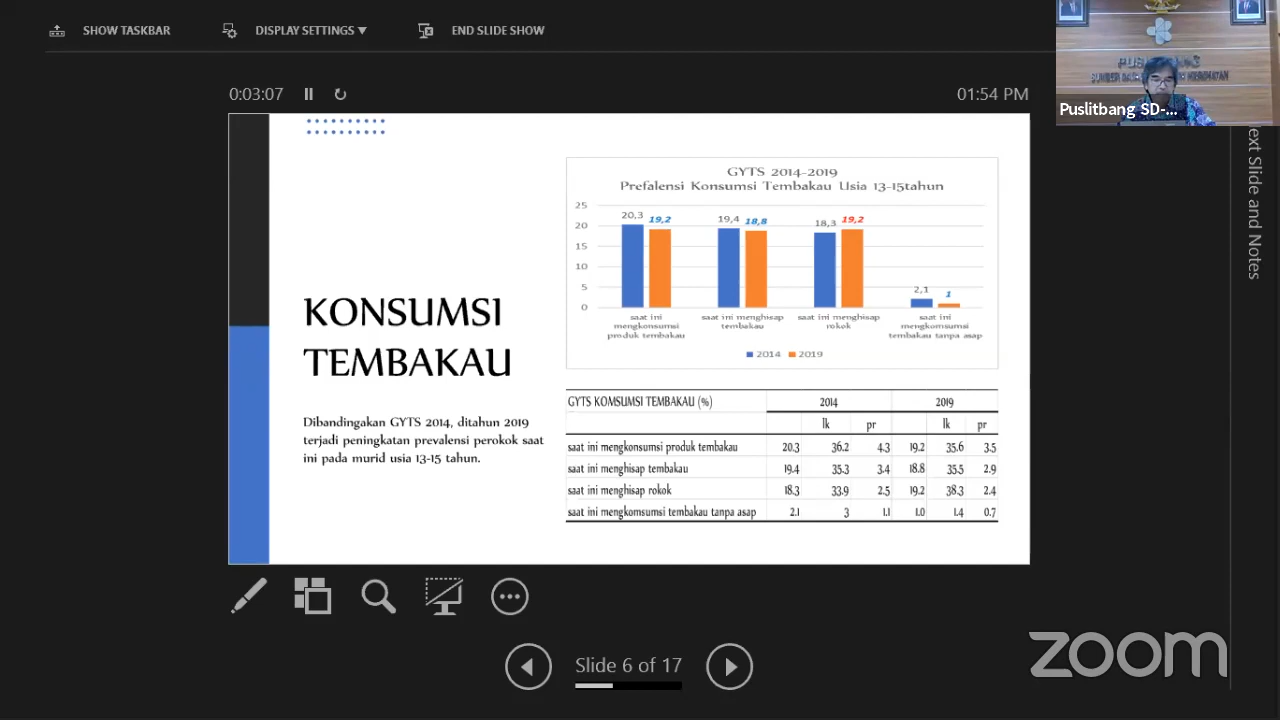 SHOW TASKBAR
DISPLAY SETTINGS ▼
END SLIDE SHOW
0:03:07
01:54 PM
SUMBER
KESEHATAN
Puslitbang SD-...
ext Slide and Notes
KONSUMSI
TEMBAKAU
Dibandingakan GYTS 2014, ditahun 2019
terjadi peningkatan prevalensi perokok saat
ini pada murid usia 13-15 tahun.
GYTS 2014-2019
Prefalensi Konsumsi Tembakau Usia 13-15tahun
25
20
15
10
5
0
20,3 19,2 19,4 18,8 18,3 19,2 2,1 1
saat ini mengkonsumsi produk tembakau
saat ini menghisap tembakau
saat ini menghisap rokok
saat ini mengkomsumsi tembakau tanpa asap
2014 2019
GYTS KOMSUMSI TEMBAKAU (%) 2014 2019
lk pr lk pr
saat ini mengkonsumsi produk tembakau 20.3 36.2 4.3 19.2 35.6 3.5
saat ini menghisap tembakau 19.4 35.3 3.4 18.8 35.5 2.9
saat ini menghisap rokok 18.3 33.9 2.5 19.2 38.3 2.4
saat ini mengkomsumsi tembakau tanpa asap 2.1 3 1.1 1.0 1.4 0.7
Slide 6 of 17
zoom